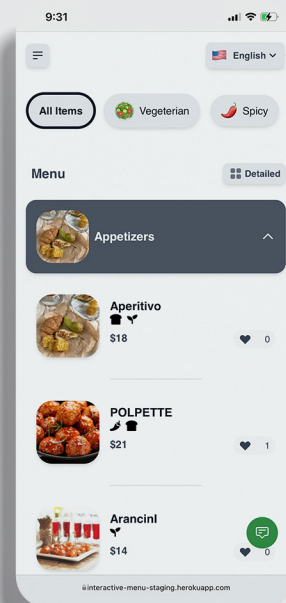 9:31
English
All Items
Vegeterian
Spicy
Menu
Detailed
Appetizers
Aperitivo
$18
0
POLPETTE
$21
1
ArancinI
$14
0
interactive-menu-staging.herokuapp.com